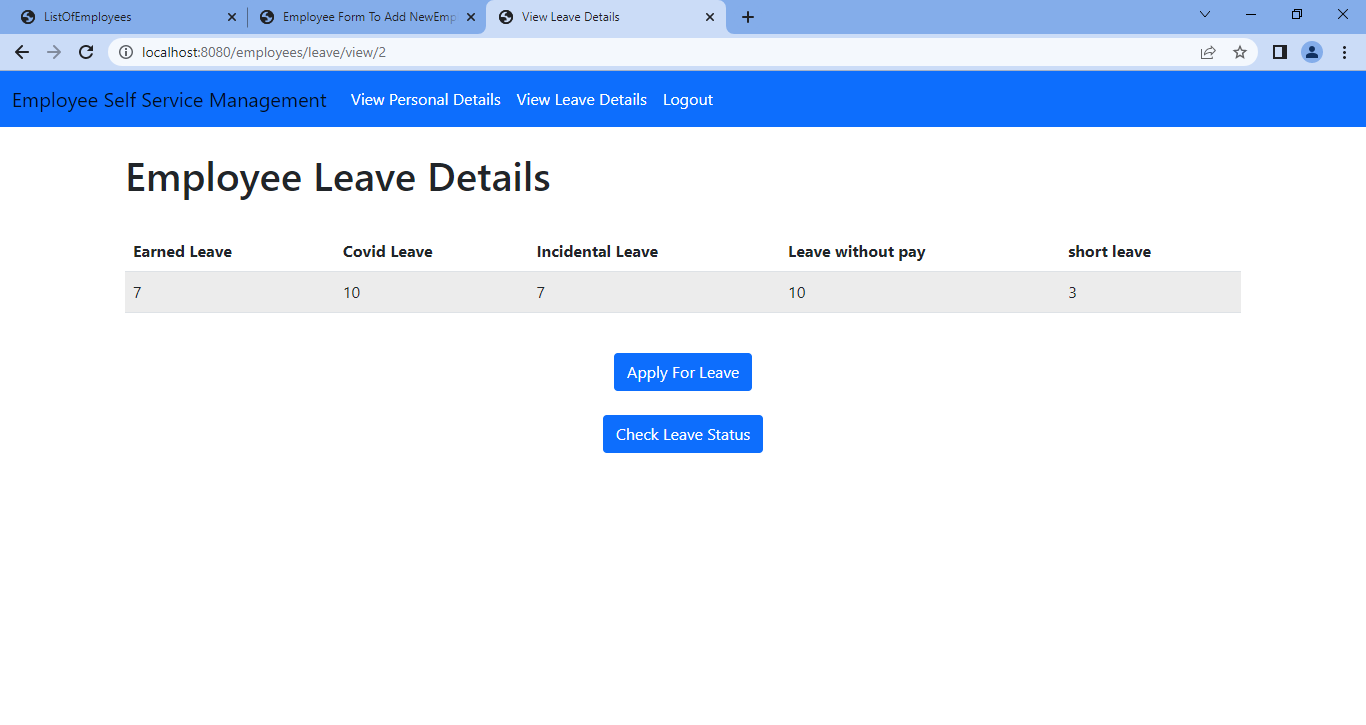 ListOfEmployees Employee Form To Add NewEmp View Leave Details
localhost:8080/employees/leave/view/2
Employee Self Service Management View Personal Details View Leave Details Logout
Employee Leave Details
Earned Leave Covid Leave Incidental Leave Leave without pay short leave
7 10 7 10 3
Apply For Leave
Check Leave Status